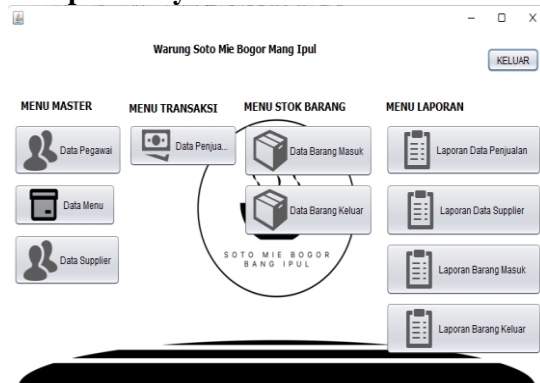 Warung Soto Mie Bogor Mang Ipul
KELUAR
MENU MASTER
MENU TRANSAKSI
MENU STOK BARANG
MENU LAPORAN
Data Pegawai
Data Penjua...
Data Barang Masuk
Laporan Data Penjualan
Data Menu
Data Barang Keluar
Laporan Data Supplier
Data Supplier
SOTO MIE BOGOR
BANG IPUL
Laporan Barang Masuk
Laporan Barang Keluar